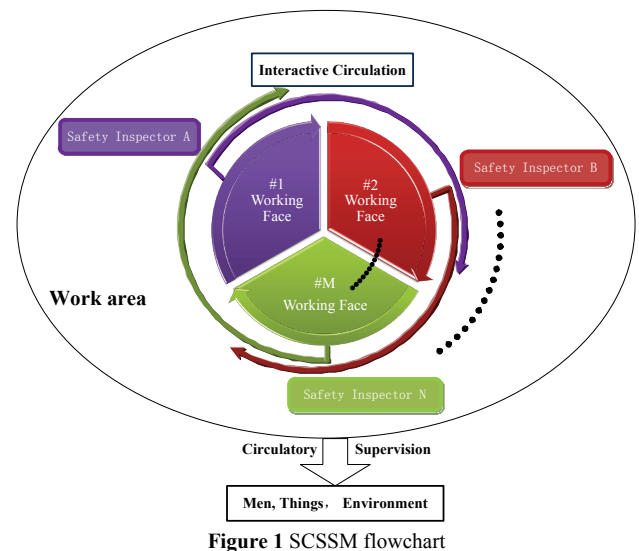 Interactive Circulation
Safety Inspector A
Safety Inspector B
#1
Working
Face
#2
Working
Face
#M
Working Face
Work area
Safety Inspector N
Circulatory Supervision
Men, Things， Environment
Figure 1 SCSSM flowchart